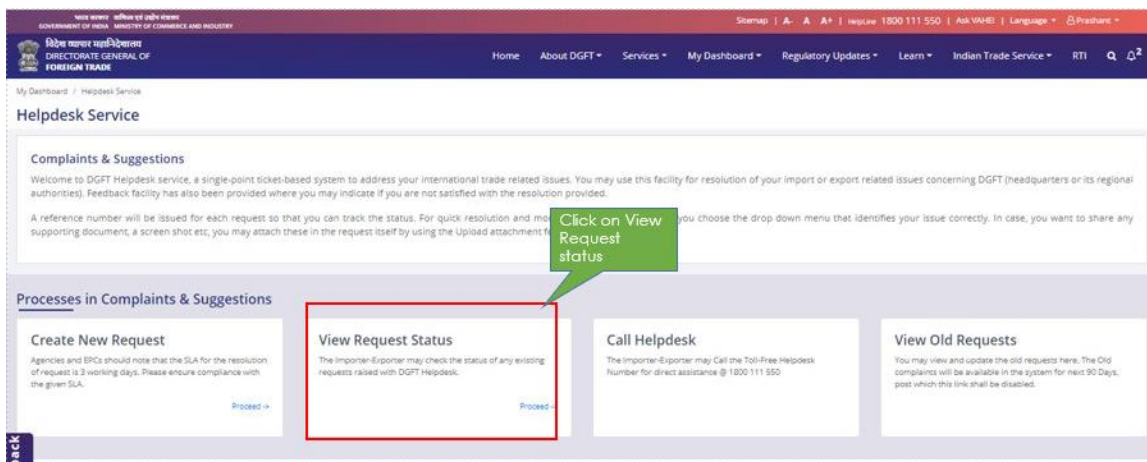 भारत सरकार वाणिज्य एवं उद्योग मंत्रालय
GOVERNMENT OF INDIA MINISTRY OF COMMERCE AND INDUSTRY
Sitemap | A- A A+ | HelpLine 1800 111 550 | Ask VAHEI | Language Prashant
विदेश व्यापार महानिदेशालय
DIRECTORATE GENERAL OF
FOREIGN TRADE
Home About DGFT Services My Dashboard Regulatory Updates Learn Indian Trade Service RTI 2
My Dashboard / Helpdesk Service
Helpdesk Service
Complaints & Suggestions
Welcome to DGFT Helpdesk service, a single-point ticket-based system to address your international trade related issues. You may use this facility for resolution of your import or export related issues concerning DGFT (headquarters or its regional
authorities). Feedback facility has also been provided where you may indicate if you are not satisfied with the resolution provided.
A reference number will be issued for each request so that you can track the status. For quick resolution and you choose the drop down menu that identifies your issue correctly. In case, you want to share any
supporting document, a screen shot etc, you may attach these in the request itself by using the Upload attachment
Click on View
Request
status
Processes in Complaints & Suggestions
Create New Request
Agencies and EPCs should note that the SLA for the resolution
of request is 3 working days. Please ensure compliance with
the given SLA.
Proceed →
View Request Status
The Importer-Exporter may check the status of any existing
requests raised with DGFT Helpdesk.
Proceed →
Call Helpdesk
The Importer-Exporter may Call the Toll-Free Helpdesk
Number for direct assistance @ 1800 111 550
View Old Requests
You may view and update the old requests here. The Old
complaints will be available in the system for next 90 Days,
post which this link shall be disabled.
ack